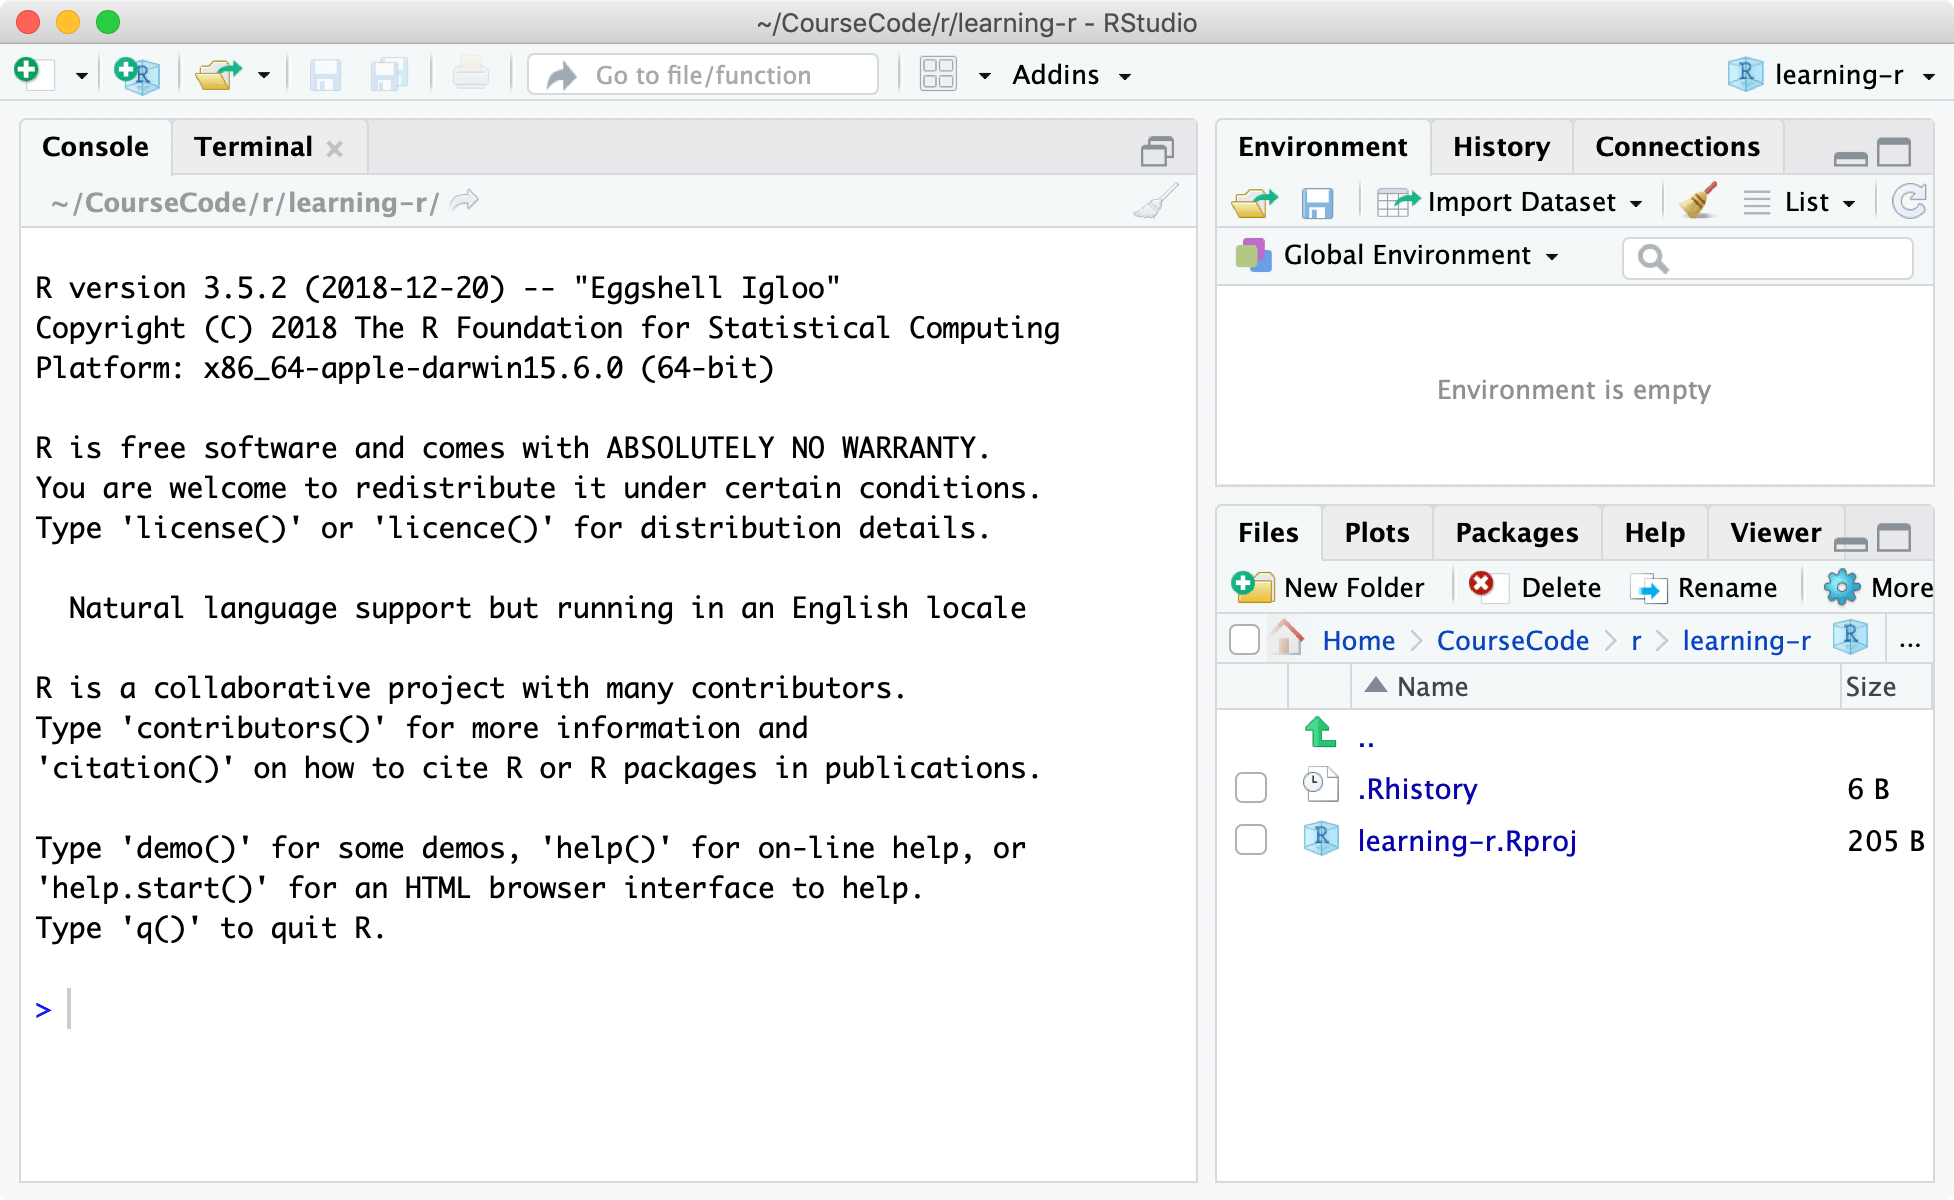 ~/CourseCode/r/learning-r - RStudio
Go to file/function
Addins
learning-r
Console
Terminal
~/CourseCode/r/learning-r/
R version 3.5.2 (2018-12-20) -- "Eggshell Igloo"
Copyright (C) 2018 The R Foundation for Statistical Computing
Platform: x86_64-apple-darwin15.6.0 (64-bit)
R is free software and comes with ABSOLUTELY NO WARRANTY.
You are welcome to redistribute it under certain conditions.
Type 'license()' or 'licence()' for distribution details.
Natural language support but running in an English locale
R is a collaborative project with many contributors.
Type 'contributors()' for more information and
'citation()' on how to cite R or R packages in publications.
Type 'demo()' for some demos, 'help()' for on-line help, or
'help.start()' for an HTML browser interface to help.
Type 'q()' to quit R.
>
Environment History Connections
Import Dataset List
Global Environment
Environment is empty
Files Plots Packages Help Viewer
New Folder Delete Rename More
Home CourseCode r learning-r ...
Name Size
..
.Rhistory 6 B
learning-r.Rproj 205 B